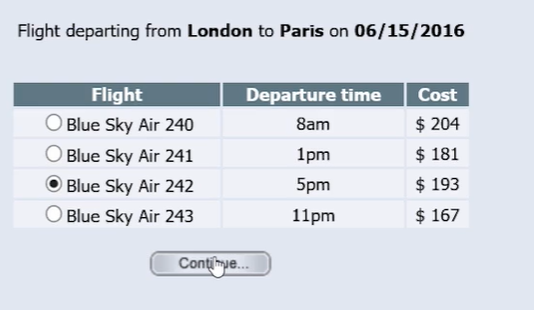 Flight departing from London to Paris on 06/15/2016
Flight Departure time Cost
Blue Sky Air 240 8am $ 204
Blue Sky Air 241 1pm $ 181
Blue Sky Air 242 5pm $ 193
Blue Sky Air 243 11pm $ 167
Continue...